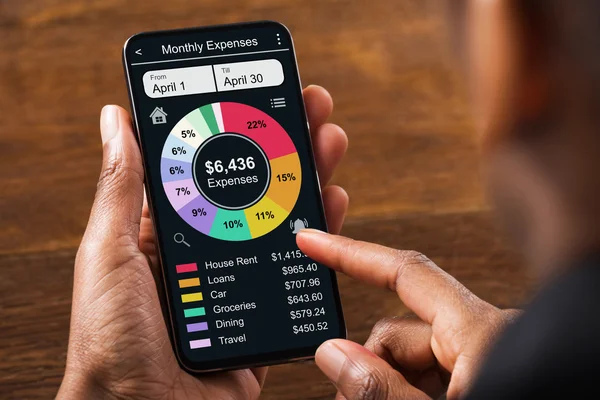 < Monthly Expenses
From Till
April 1 April 30
22%
15%
11%
10%
9%
7%
6%
6%
5%
$6,436
Expenses
House Rent $1,415.
Loans $965.40
Car $707.96
Groceries $643.60
Dining $579.24
Travel $450.52